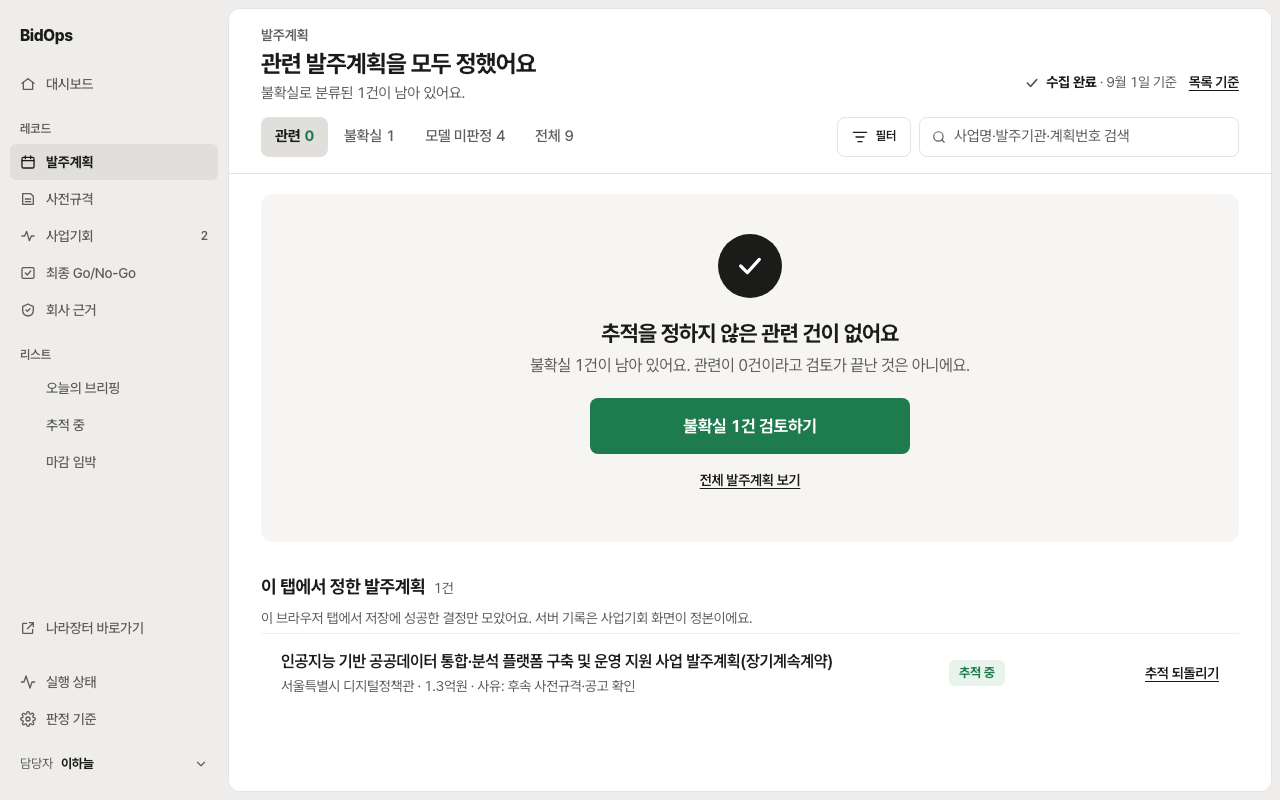 BidOps
대시보드
레코드
발주계획
사전규격
사업기회 2
최종 Go/No-Go
회사 근거
리스트
오늘의 브리핑
추적 중
마감 임박
나라장터 바로가기
실행 상태
판정 기준
담당자 이하늘
발주계획
관련 발주계획을 모두 정했어요
불확실로 분류된 1건이 남아 있어요.
수집 완료 · 9월 1일 기준 목록 기준
관련 0 불확실 1 모델 미판정 4 전체 9 필터 사업명·발주기관·계획번호 검색
추적을 정하지 않은 관련 건이 없어요
불확실 1건이 남아 있어요. 관련이 0건이라고 검토가 끝난 것은 아니에요.
불확실 1건 검토하기
전체 발주계획 보기
이 탭에서 정한 발주계획 1건
이 브라우저 탭에서 저장에 성공한 결정만 모았어요. 서버 기록은 사업기회 화면이 정본이에요.
인공지능 기반 공공데이터 통합·분석 플랫폼 구축 및 운영 지원 사업 발주계획(장기계속계약)
서울특별시 디지털정책관 · 1.3억원 · 사유: 후속 사전규격·공고 확인
추적 중 추적 되돌리기